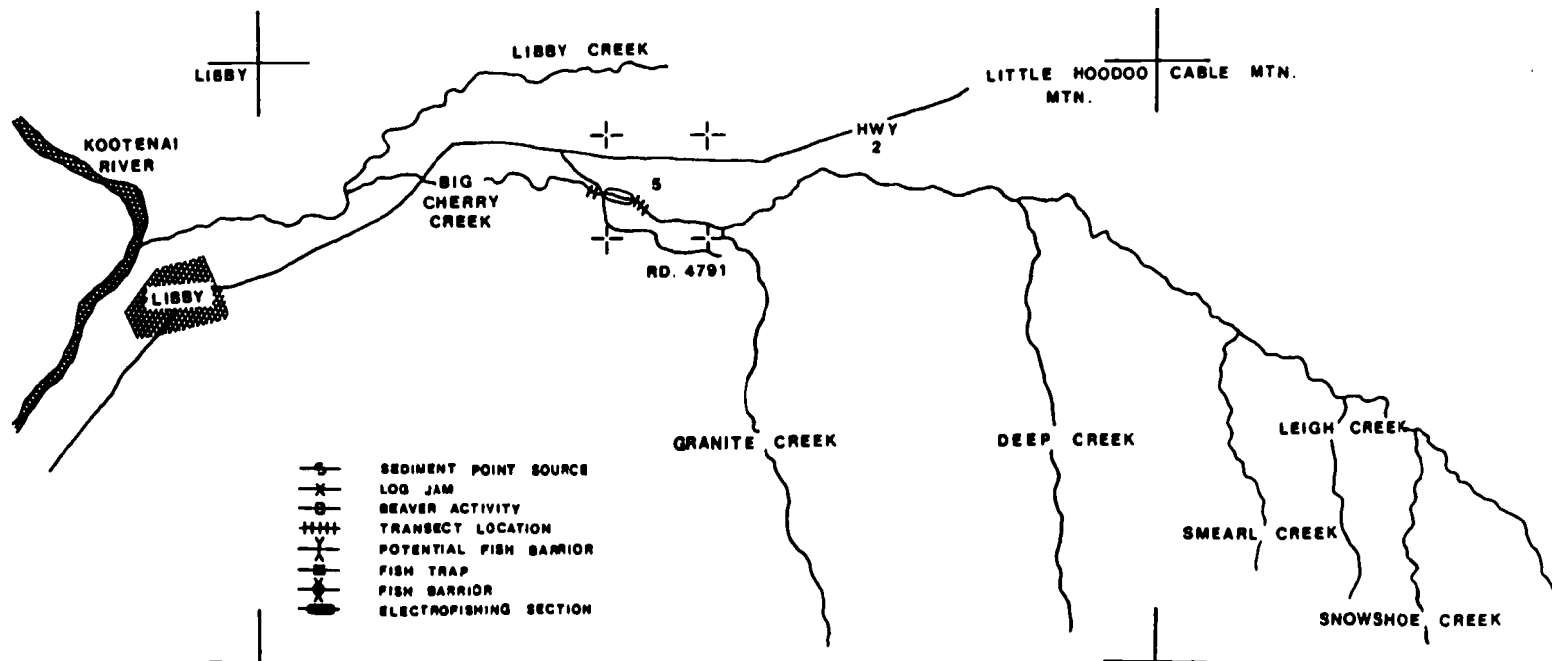 LIBBY CREEK
LIBBY
LITTLE HOODOO
MTN.
CABLE MTN.
KOOTENAI
RIVER
HWY
2
BIG
CHERRY
CREEK
5
RD. 4791
LIBBY
GRANITE CREEK
DEEP CREEK
LEIGH CREEK
SMEARL CREEK
SNOWSHOE CREEK
S SEDIMENT POINT SOURCE
X LOG JAM
B BEAVER ACTIVITY
TRANSECT LOCATION
POTENTIAL FISH BARRIER
FISH TRAP
FISH BARRIER
ELECTROFISHING SECTION